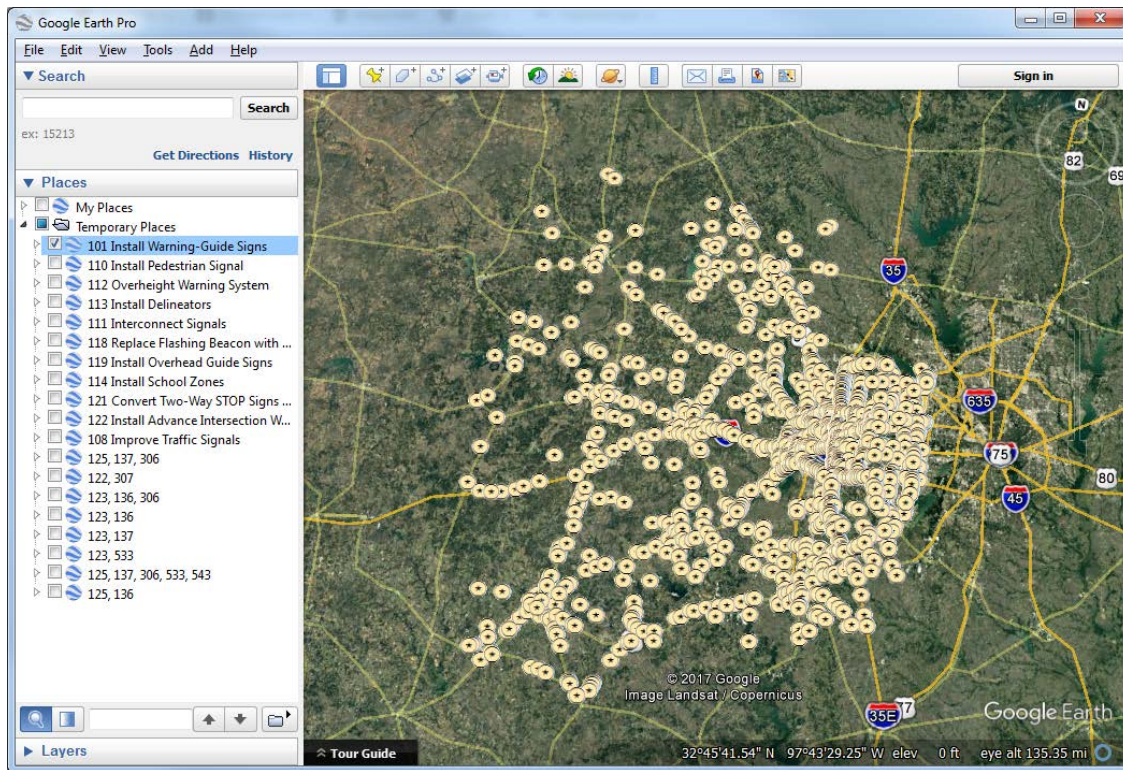 Google Earth Pro
File Edit View Tools Add Help
Search
Search
ex: 15213
Get Directions History
Places
My Places
Temporary Places
101 Install Warning-Guide Signs
110 Install Pedestrian Signal
112 Overheight Warning System
113 Install Delineators
111 Interconnect Signals
118 Replace Flashing Beacon with ...
119 Install Overhead Guide Signs
114 Install School Zones
121 Convert Two-Way STOP Signs ...
122 Install Advance Intersection W...
108 Improve Traffic Signals
125, 137, 306
122, 307
123, 136, 306
123, 136
123, 137
123, 533
125, 137, 306, 533, 543
125, 136
Layers
Sign in
N
82
69
35
635
75
80
45
35E
77
© 2017 Google
Image Landsat / Copernicus
Google Earth
Tour Guide
32°45'41.54" N 97°43'29.25" W elev 0 ft eye alt 135.35 mi